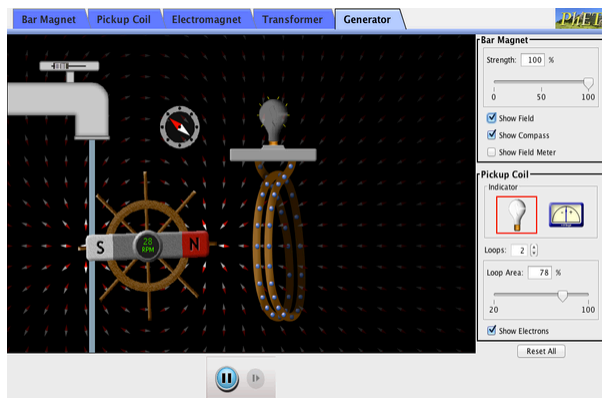 Bar Magnet Pickup Coil Electromagnet Transformer Generator PhET
Bar Magnet
Strength: 100 %
0 50 100
Show Field
Show Compass
Show Field Meter
S 28 N
RPM
Pickup Coil
Indicator
Loops: 2
Loop Area: 78 %
20 100
Show Electrons
Reset All